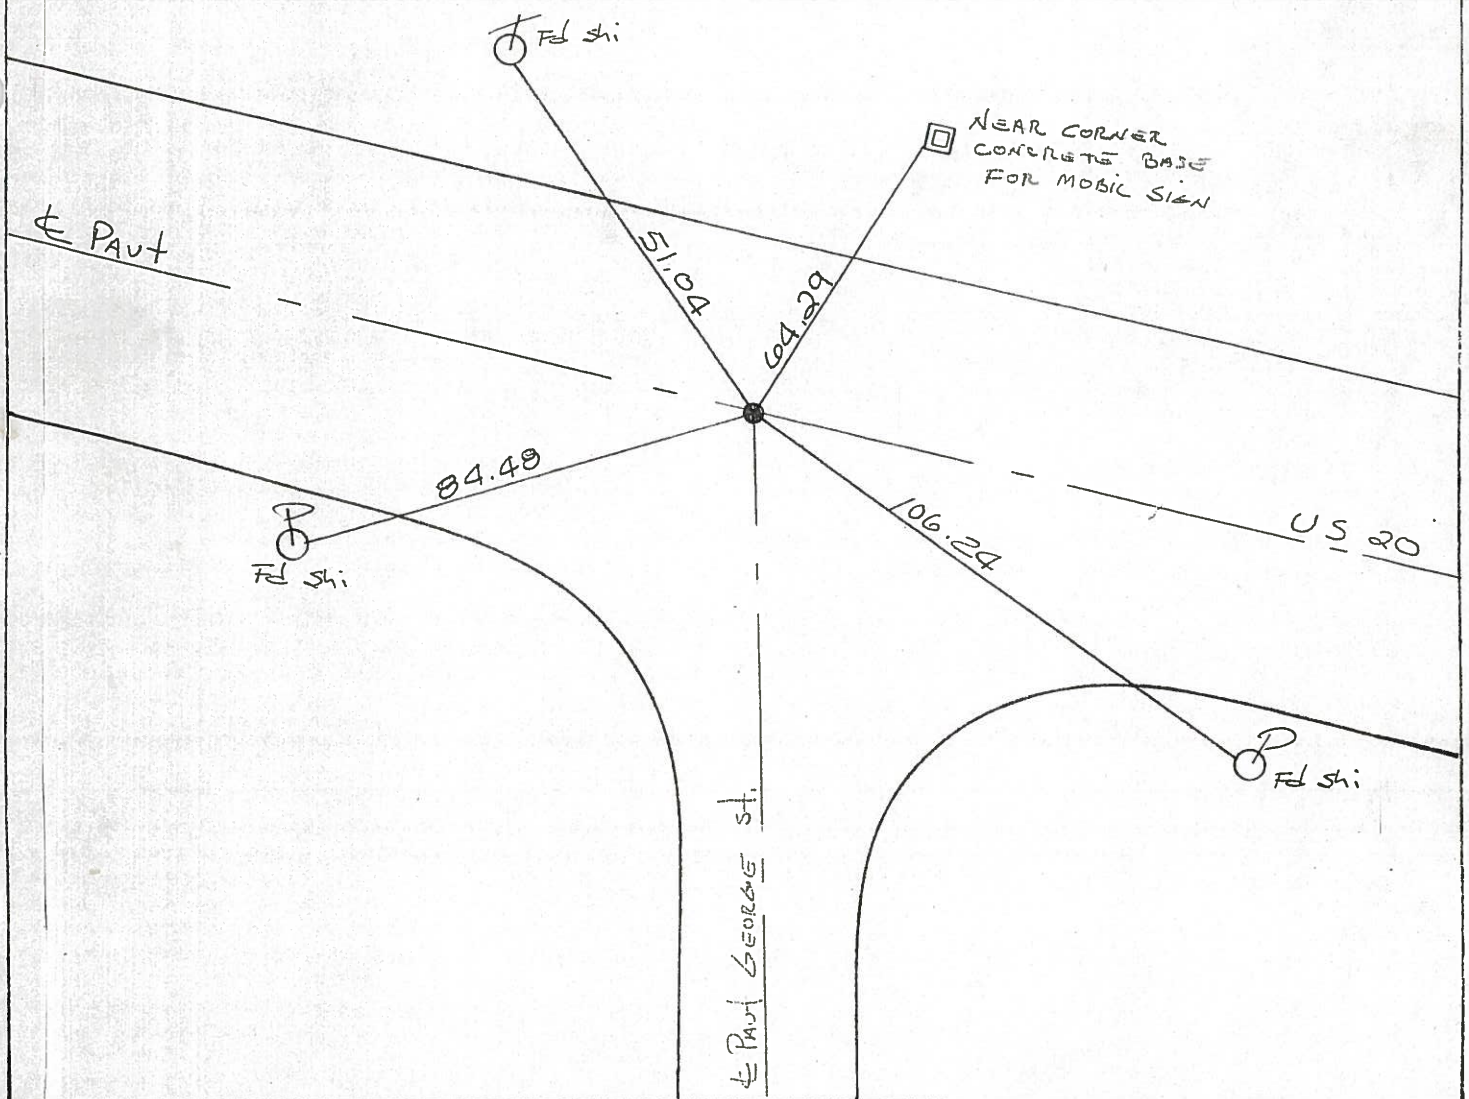 T
Fd shi
NEAR CORNER
CONCRETE BASE
FOR MOBIL SIGN
℄ PAvt
51.04
64.29
84.48
P
Fd shi
106.24
US 20
P
Fd shi
℄ PAvt GEORGE St.